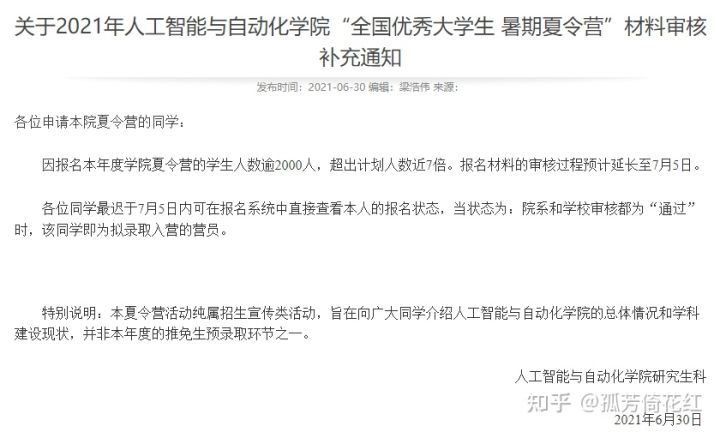 关于2021年人工智能与自动化学院“全国优秀大学生 暑期夏令营”材料审核
补充通知
发布时间：2021-06-30 编辑：梁浩伟 来源：
各位申请本院夏令营的同学：
因报名本年度学院夏令营的学生人数逾2000人，超出计划人数近7倍。报名材料的审核过程预计延长至7月5日。
各位同学最迟于7月5日内可在报名系统中直接查看本人的报名状态，当状态为：院系和学校审核都为“通过”
时，该同学即为拟录取入营的营员。
特别说明：本夏令营活动纯属招生宣传类活动，旨在向广大同学介绍人工智能与自动化学院的总体情况和学科
建设现状，并非本年度的推免生预录取环节之一。
人工智能与自动化学院研究生科
知乎 @孤芳倚花红
2021年6月30日